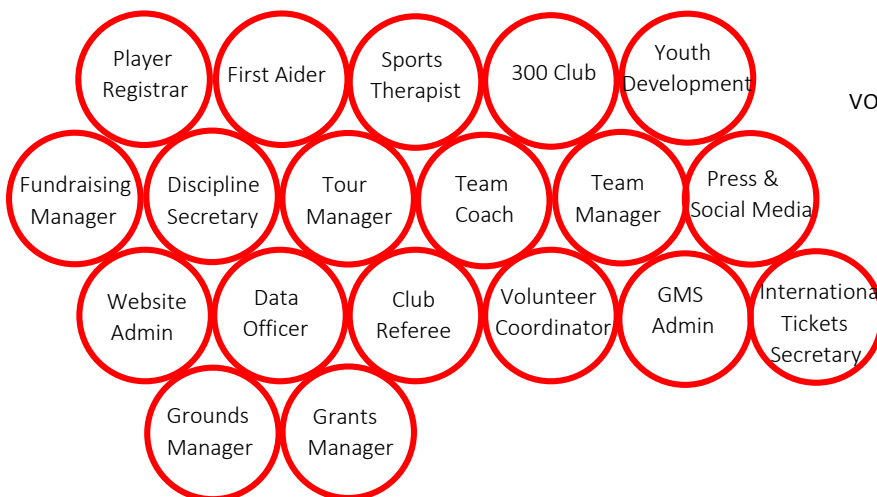 Player
Registrar
First Aider
Sports
Therapist
300 Club
Youth
Development
VO
Fundraising
Manager
Discipline
Secretary
Tour
Manager
Team
Coach
Team
Manager
Press &
Social Media
Website
Admin
Data
Officer
Club
Referee
Volunteer
Coordinator
GMS
Admin
Internationa
Tickets
Secretary
Grounds
Manager
Grants
Manager